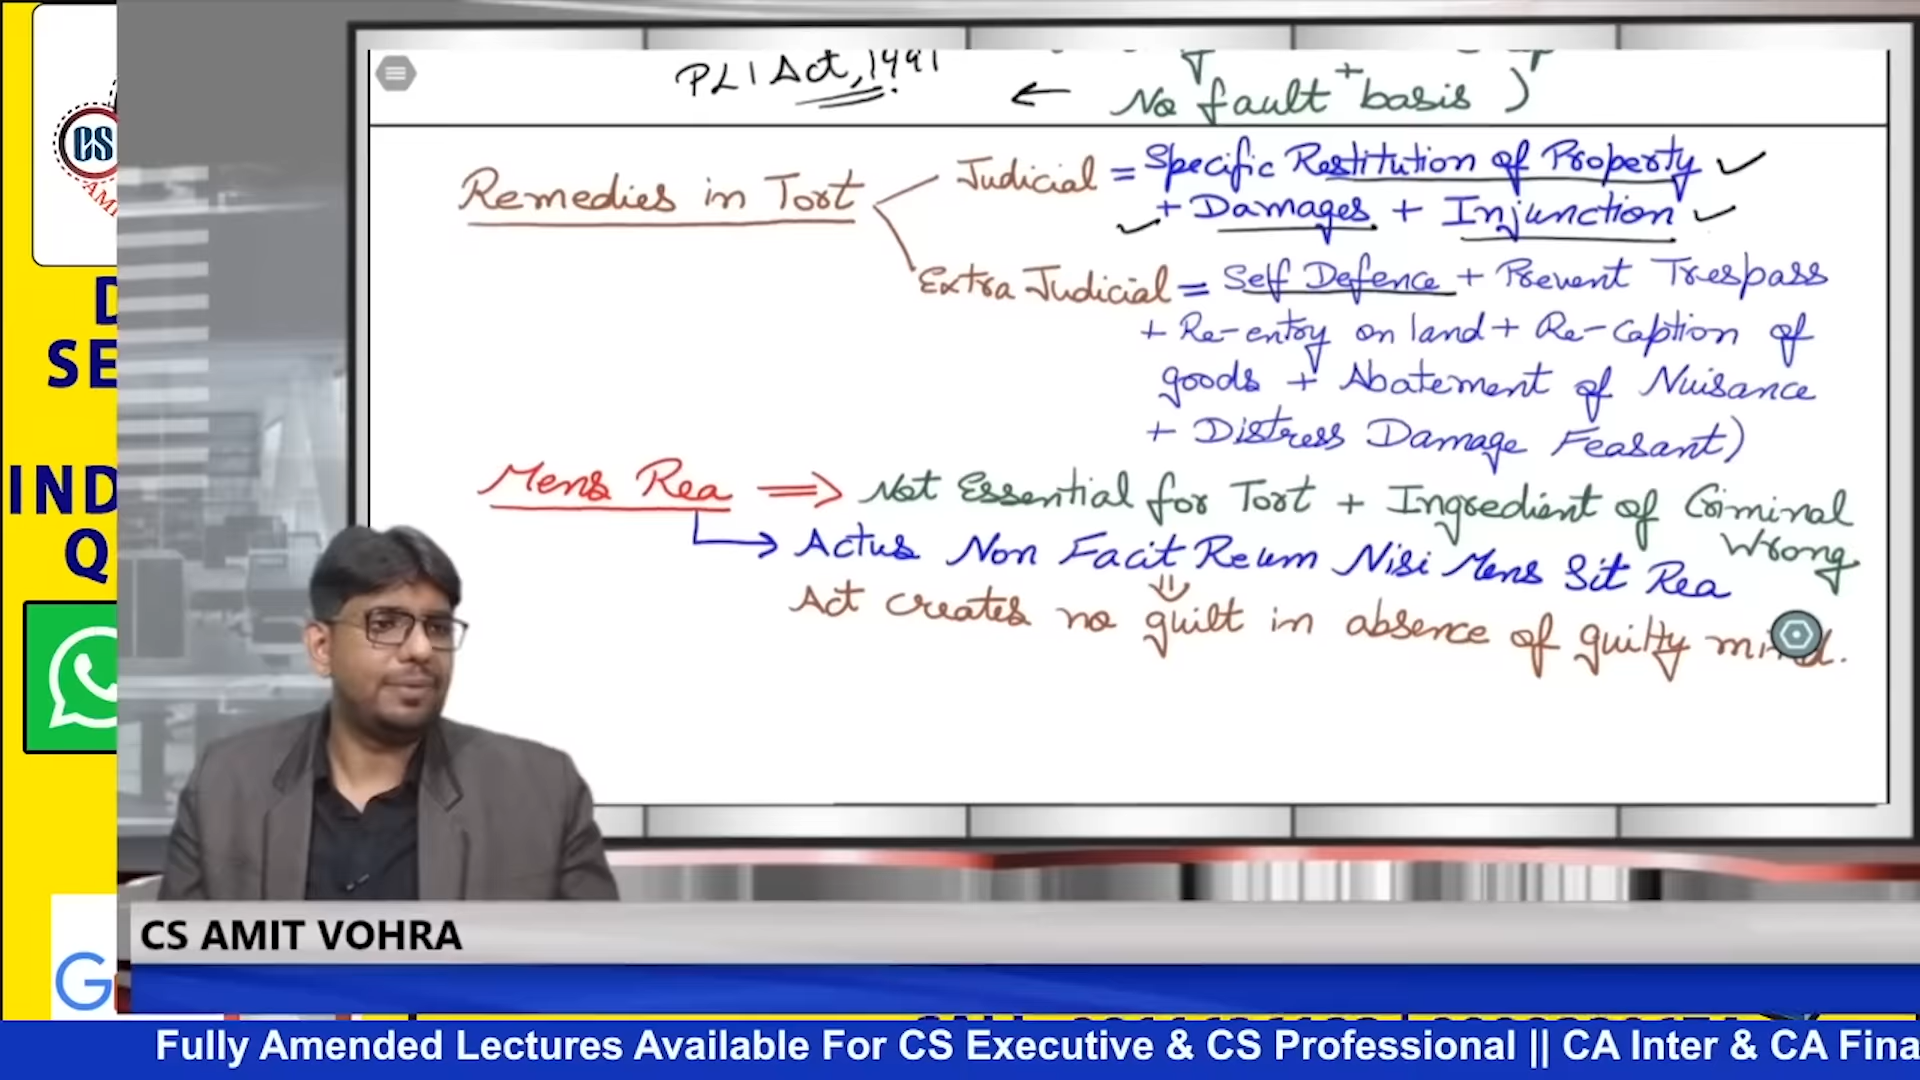 PLI Act, 1991
← No fault basis )
Remedies in Tort
Judicial = Specific Restitution of Property ✓
✓ + Damages + Injunction ✓
Extra Judicial = Self Defence + Prevent Trespass
+ Re-entry on land + Re-caption of
goods + Abatement of Nuisance
+ Distress Damage Feasant)
Mens Rea ⇒ Not Essential for Tort + Ingredient of Criminal
Wrong
→ Actus Non Facit Reum Nisi Mens Sit Rea
Act creates no guilt in absence of guilty mind.
CS
D
SE
IND
Q
G
CS AMIT VOHRA
Fully Amended Lectures Available For CS Executive & CS Professional || CA Inter & CA Fina